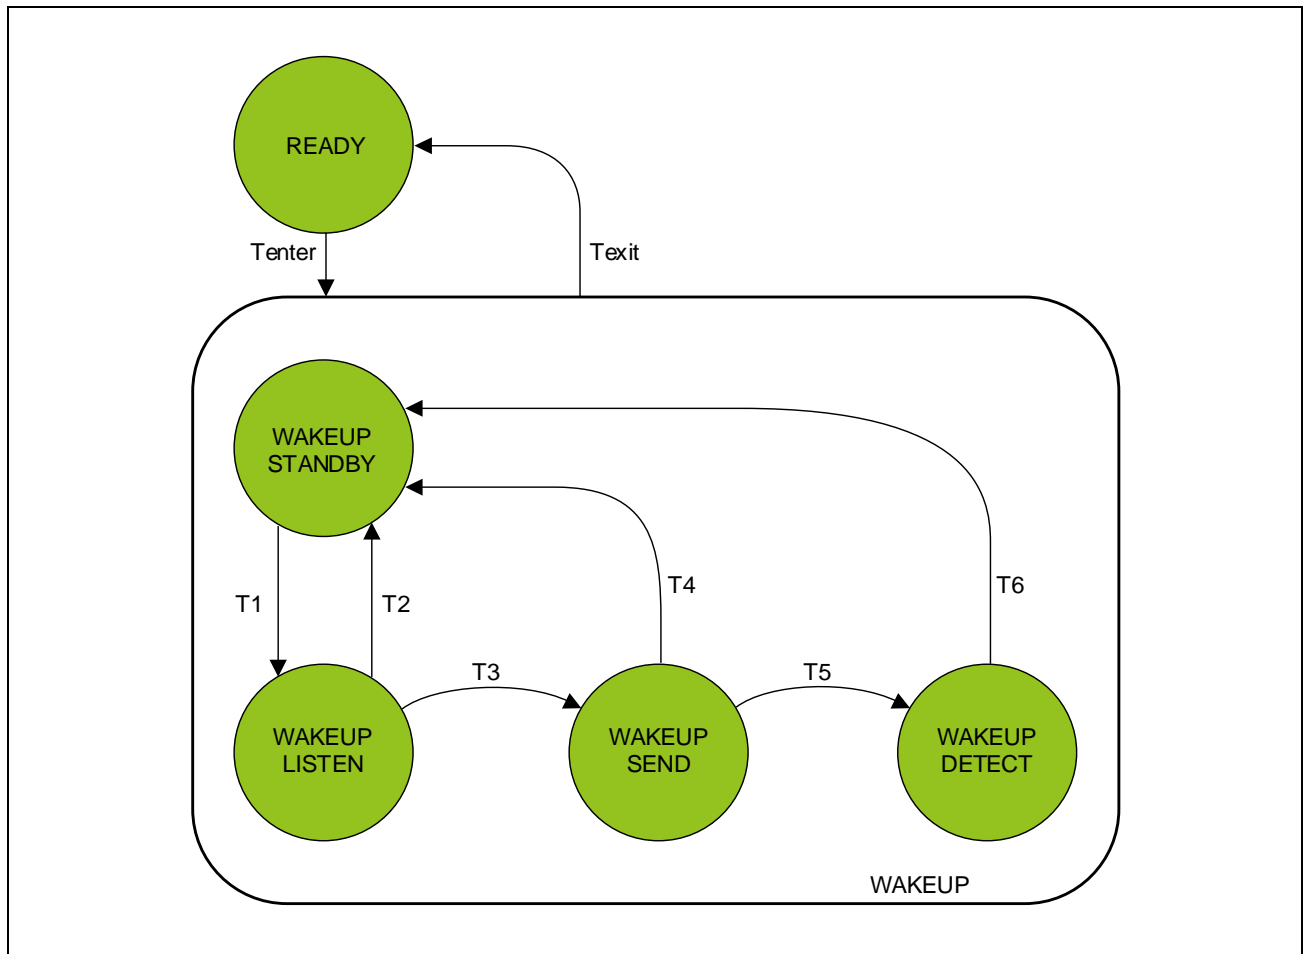 READY
Tenter
Texit
WAKEUP
STANDBY
T1
T2
T4
T6
T3
T5
WAKEUP
LISTEN
WAKEUP
SEND
WAKEUP
DETECT
WAKEUP